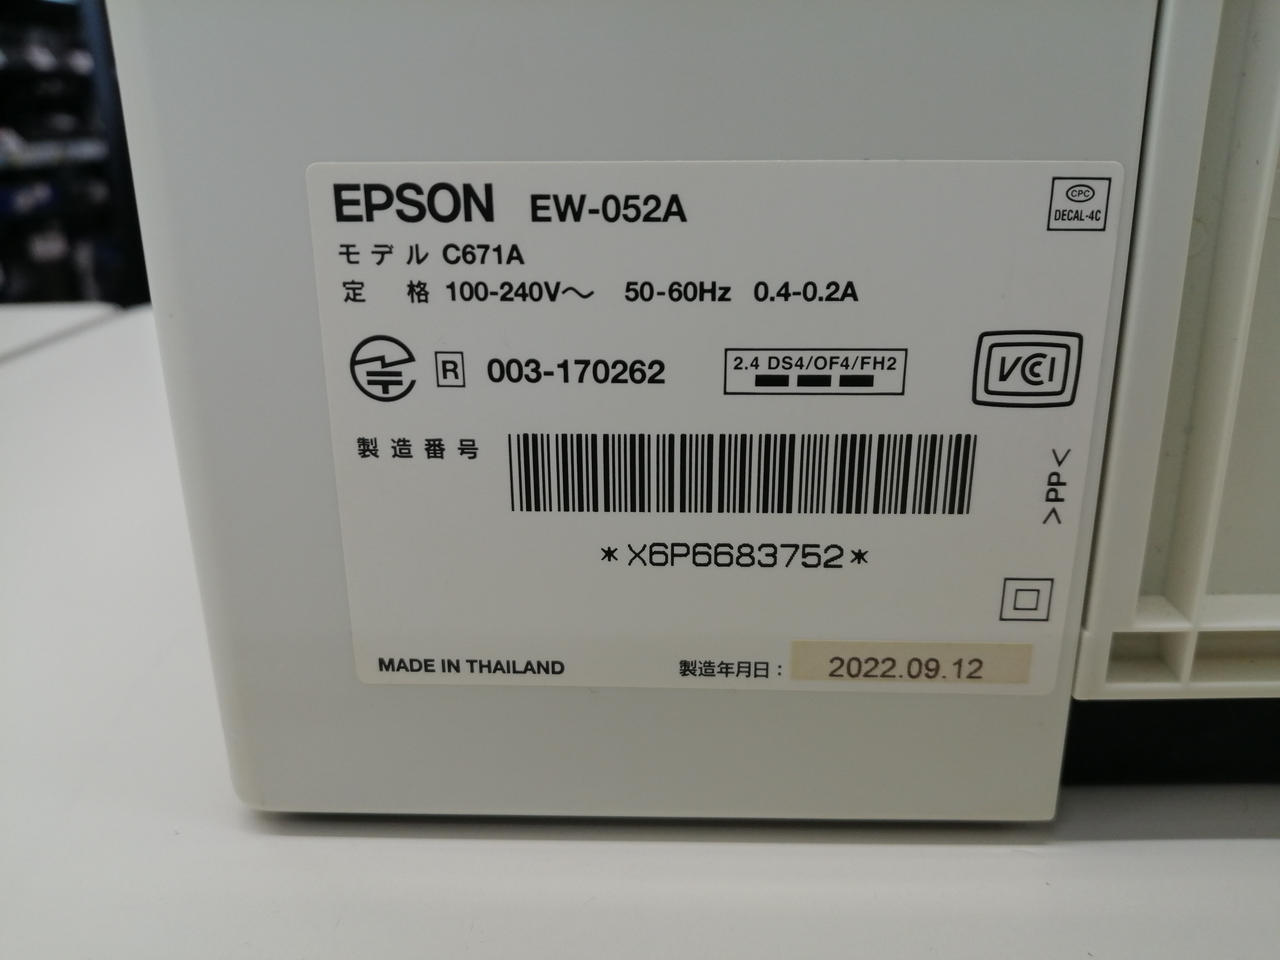 EPSON EW-052A
CPC
DECAL-4C
モデル C671A
定 格 100-240V～ 50-60Hz 0.4-0.2A
R 003-170262
2.4 DS4/OF4/FH2
VCCI
製造番号
>PP<
*X6P6683752*
MADE IN THAILAND
製造年月日：2022.09.12